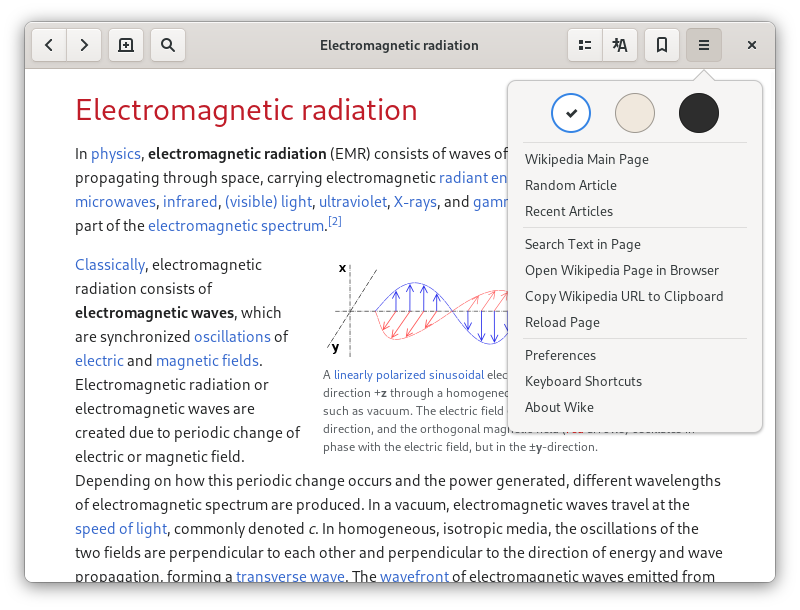 Electromagnetic radiation
Electromagnetic radiation
In physics, electromagnetic radiation (EMR) consists of waves of
propagating through space, carrying electromagnetic radiant en
microwaves, infrared, (visible) light, ultraviolet, X-rays, and gamm
part of the electromagnetic spectrum.[2]
Classically, electromagnetic
radiation consists of
electromagnetic waves, which
are synchronized oscillations of
electric and magnetic fields.
Electromagnetic radiation or
electromagnetic waves are
created due to periodic change of
electric or magnetic field.
x
y
A linearly polarized sinusoidal elec
direction +z through a homogene
such as vacuum. The electric field
direction, and the orthogonal magnetic field
phase with the electric field, but in the ±y-direction.
Depending on how this periodic change occurs and the power generated, different wavelengths
of electromagnetic spectrum are produced. In a vacuum, electromagnetic waves travel at the
speed of light, commonly denoted c. In homogeneous, isotropic media, the oscillations of the
two fields are perpendicular to each other and perpendicular to the direction of energy and wave
propagation, forming a transverse wave. The wavefront of electromagnetic waves emitted from
Wikipedia Main Page
Random Article
Recent Articles
Search Text in Page
Open Wikipedia Page in Browser
Copy Wikipedia URL to Clipboard
Reload Page
Preferences
Keyboard Shortcuts
About Wike